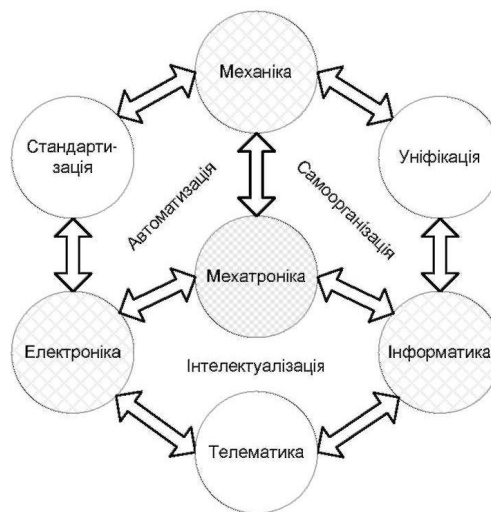 Механіка
Стандарти-
зація
Уніфікація
Автоматизація
Самоорганізація
Мехатроніка
Електроніка
Інформатика
Інтелектуалізація
Телематика